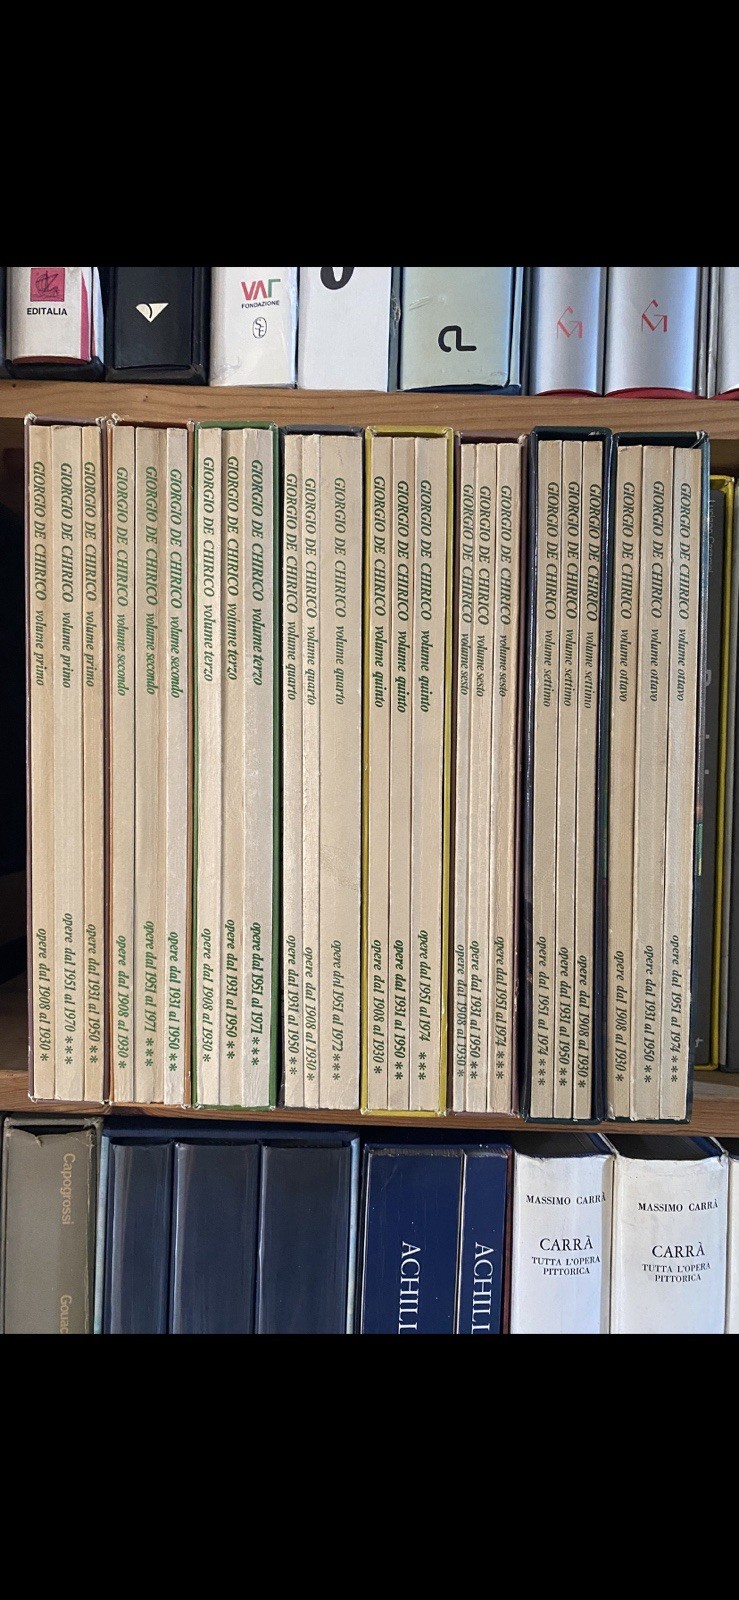 EDITALIA
VAF
FONDAZIONE
GIORGIO DE CHIRICO volume primo opere dal 1908 al 1930 *
GIORGIO DE CHIRICO volume primo opere dal 1951 al 1970 ***
GIORGIO DE CHIRICO volume primo opere dal 1931 al 1950 **
GIORGIO DE CHIRICO volume secondo opere dal 1908 al 1930 *
GIORGIO DE CHIRICO volume secondo opere dal 1951 al 1971 ***
GIORGIO DE CHIRICO volume secondo opere dal 1931 al 1950 **
GIORGIO DE CHIRICO volume terzo opere dal 1908 al 1930 *
GIORGIO DE CHIRICO volume terzo opere dal 1931 al 1950 **
GIORGIO DE CHIRICO volume terzo opere dal 1951 al 1971 ***
GIORGIO DE CHIRICO volume quarto opere dal 1931 al 1950 **
GIORGIO DE CHIRICO volume quarto opere dal 1908 al 1930 *
GIORGIO DE CHIRICO volume quarto opere dal 1951 al 1972 ***
GIORGIO DE CHIRICO volume quinto opere dal 1908 al 1930 *
GIORGIO DE CHIRICO volume quinto opere dal 1931 al 1950 **
GIORGIO DE CHIRICO volume quinto opere dal 1951 al 1974 ***
GIORGIO DE CHIRICO volume sesto opere dal 1908 al 1930 *
GIORGIO DE CHIRICO volume sesto opere dal 1931 al 1950 **
GIORGIO DE CHIRICO volume sesto opere dal 1951 al 1974 ***
GIORGIO DE CHIRICO volume settimo opere dal 1951 al 1974 ***
GIORGIO DE CHIRICO volume settimo opere dal 1931 al 1950 **
GIORGIO DE CHIRICO volume settimo opere dal 1908 al 1930 *
GIORGIO DE CHIRICO volume ottavo opere dal 1908 al 1930 *
GIORGIO DE CHIRICO volume ottavo opere dal 1931 al 1950 **
GIORGIO DE CHIRICO volume ottavo opere dal 1951 al 1974 ***
Capogrossi Gouac
ACHILL
ACHILL
MASSIMO CARRÀ
CARRÀ
TUTTA L'OPERA
PITTORICA
MASSIMO CARRÀ
CARRÀ
TUTTA L'OPERA
PITTORICA